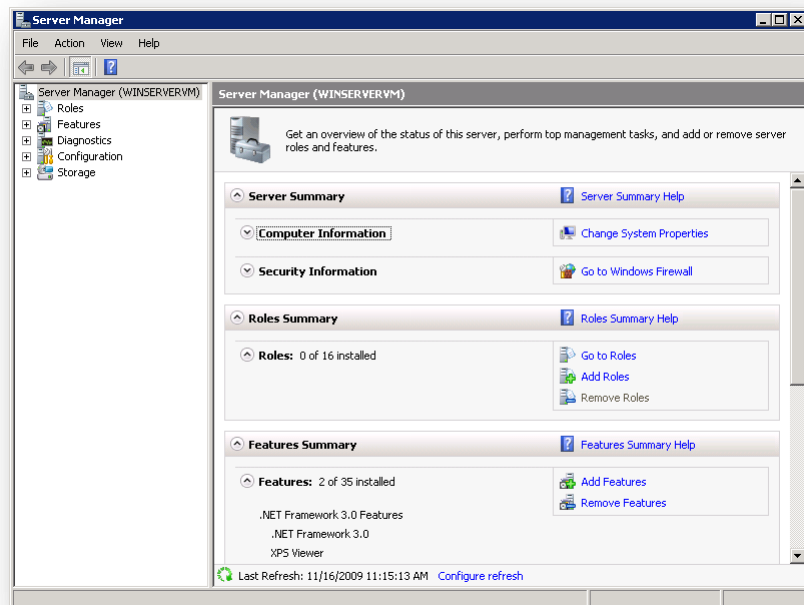 Server Manager
File Action View Help
Server Manager (WINSERVERVM)
Roles
Features
Diagnostics
Configuration
Storage
Server Manager (WINSERVERVM)
Get an overview of the status of this server, perform top management tasks, and add or remove server
roles and features.
Server Summary
Server Summary Help
Computer Information
Change System Properties
Security Information
Go to Windows Firewall
Roles Summary
Roles Summary Help
Roles: 0 of 16 installed
Go to Roles
Add Roles
Remove Roles
Features Summary
Features Summary Help
Features: 2 of 35 installed
Add Features
Remove Features
.NET Framework 3.0 Features
.NET Framework 3.0
XPS Viewer
Last Refresh: 11/16/2009 11:15:13 AM Configure refresh